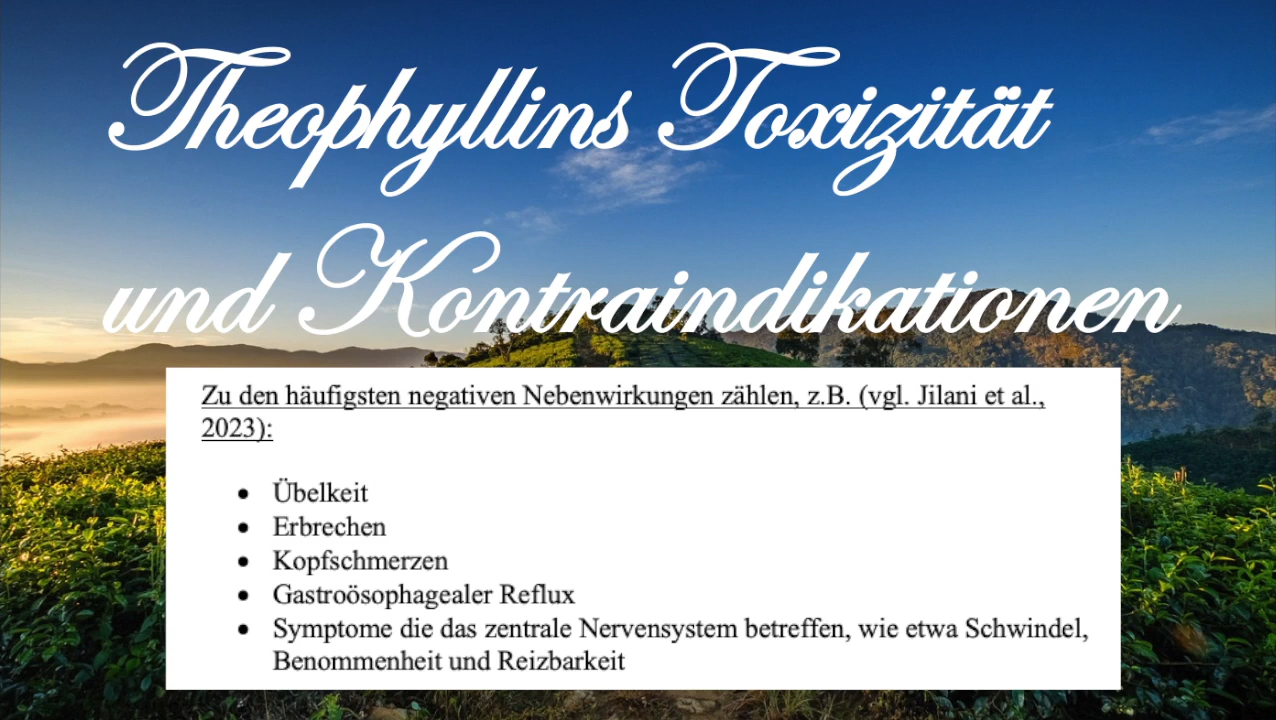 Theophyllins Toxizität
und Kontraindikationen
Zu den häufigsten negativen Nebenwirkungen zählen, z.B. (vgl. Jilani et al.,
2023):
• Übelkeit
• Erbrechen
• Kopfschmerzen
• Gastroösophagealer Reflux
• Symptome die das zentrale Nervensystem betreffen, wie etwa Schwindel,
Benommenheit und Reizbarkeit